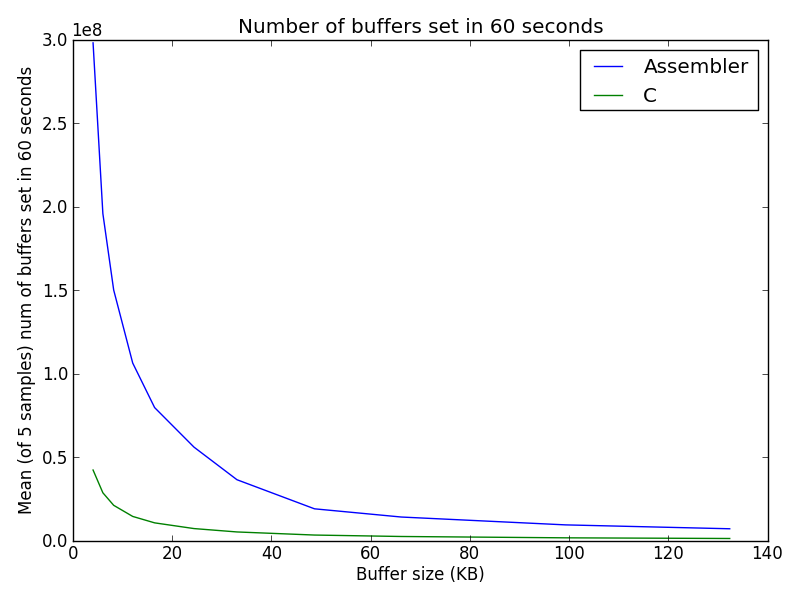 Number of buffers set in 60 seconds
1e8
3.0
2.5
2.0
1.5
1.0
0.5
0.0
Mean (of 5 samples) num of buffers set in 60 seconds
Assembler
C
0 20 40 60 80 100 120 140
Buffer size (KB)